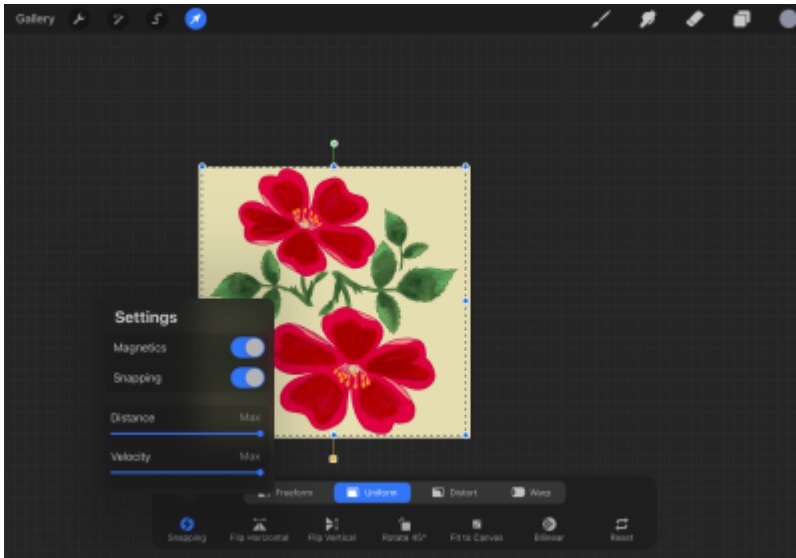 Gallery
Settings
Magnetics
Snapping
Distance Max
Velocity Max
Freeform Uniform Distort Warp
Snapping Flip Horizontal Flip Vertical Rotate 45° Fit to Canvas Bilinear Reset